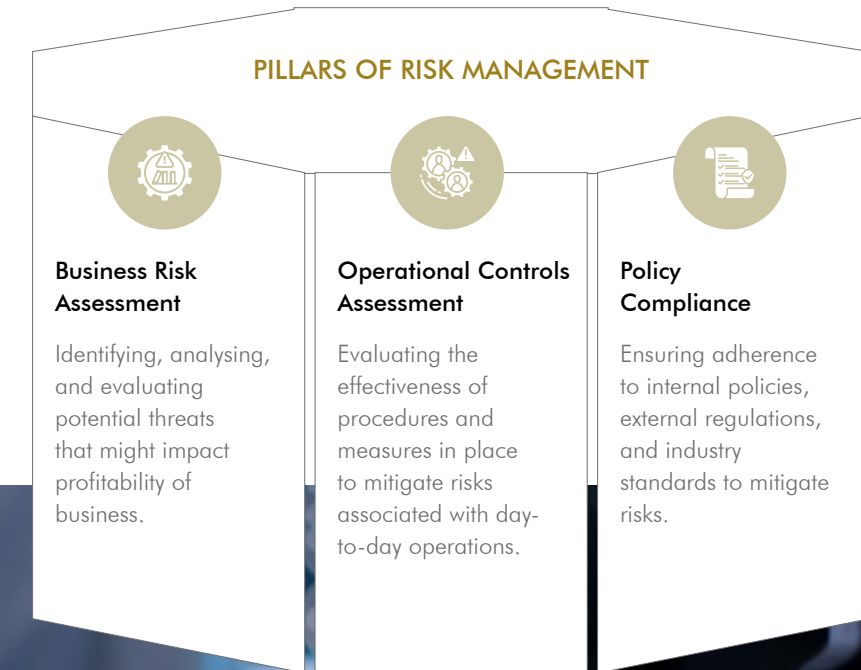 PILLARS OF RISK MANAGEMENT
Business Risk
Assessment
Identifying, analysing,
and evaluating
potential threats
that might impact
profitability of
business.
Operational Controls
Assessment
Evaluating the
effectiveness of
procedures and
measures in place
to mitigate risks
associated with day-
to-day operations.
Policy
Compliance
Ensuring adherence
to internal policies,
external regulations,
and industry
standards to mitigate
risks.